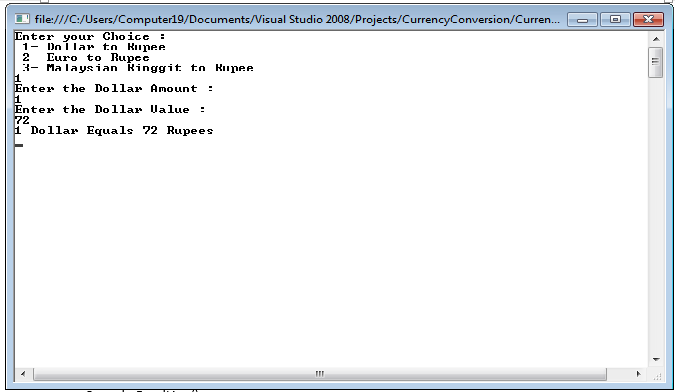 file:///C:/Users/Computer19/Documents/Visual Studio 2008/Projects/CurrencyConversion/Curren...
Enter your Choice :
1- Dollar to Rupee
2  Euro to Rupee
3- Malaysian Ringgit to Rupee
1
Enter the Dollar Amount :
1
Enter the Dollar Value :
72
1 Dollar Equals 72 Rupees